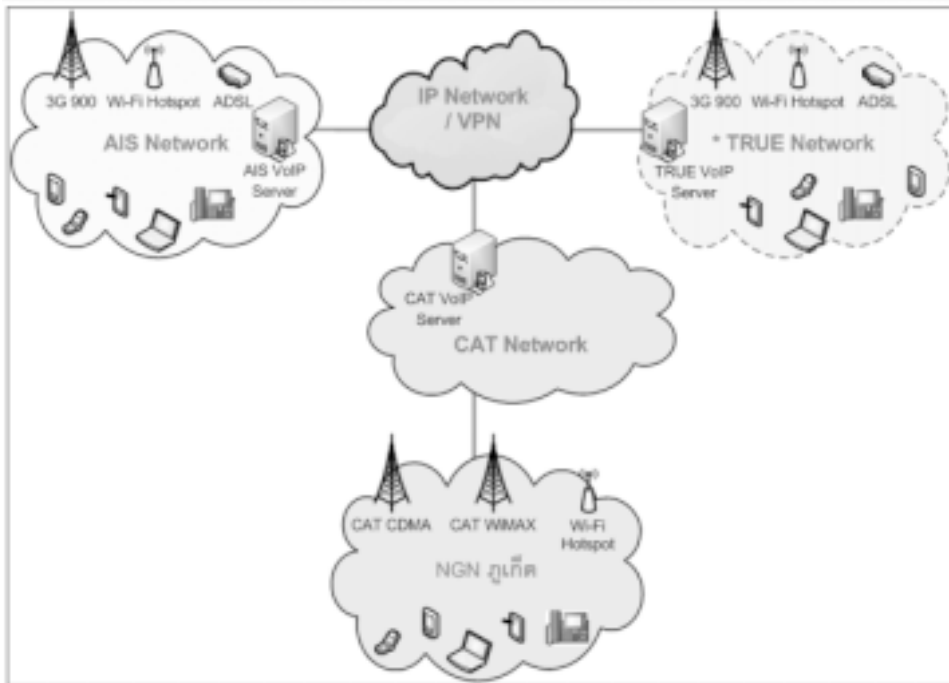 3G 900 Wi-Fi Hotspot ADSL
AIS Network
AIS VoIP
Server
IP Network
/ VPN
3G 900 Wi-Fi Hotspot ADSL
* TRUE Network
TRUE VoIP
Server
CAT VoIP
Server
CAT Network
CAT CDMA
CAT WiMAX
Wi-Fi
Hotspot
NGN ภูเก็ต